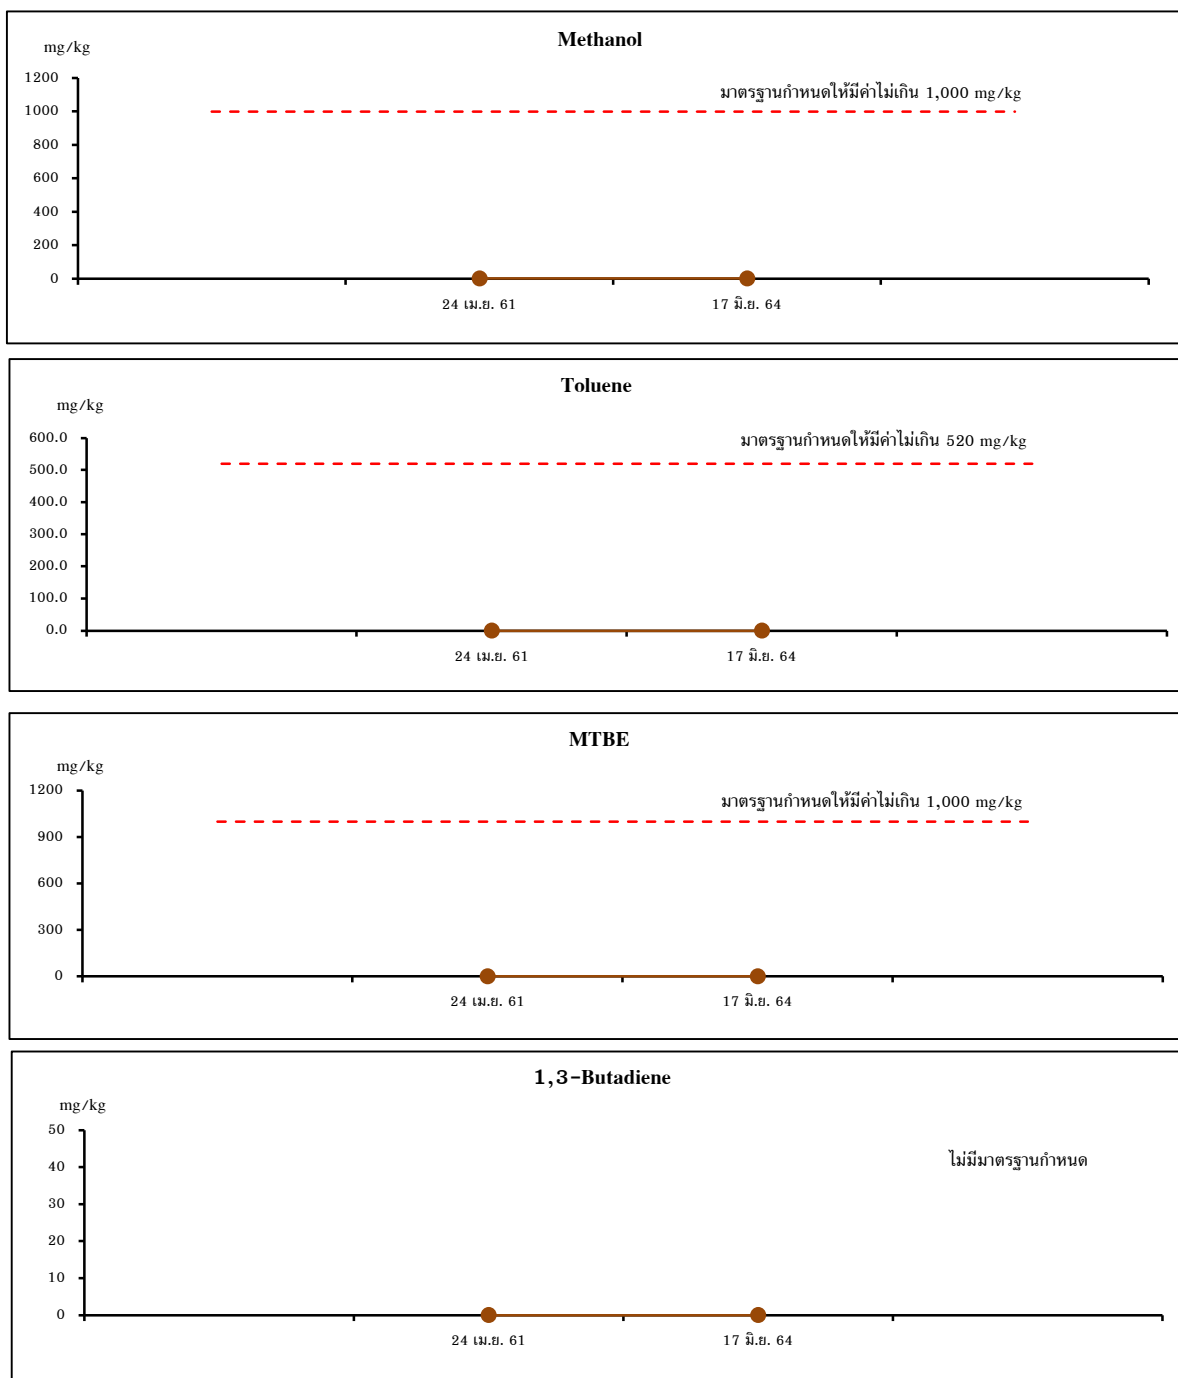 Methanol
mg/kg
มาตรฐานกำหนดให้มีค่าไม่เกิน 1,000 mg/kg
1200
1000
800
600
400
200
0
24 เม.ย. 61
17 มิ.ย. 64
Toluene
mg/kg
มาตรฐานกำหนดให้มีค่าไม่เกิน 520 mg/kg
600.0
500.0
400.0
300.0
200.0
100.0
0.0
24 เม.ย. 61
17 มิ.ย. 64
MTBE
mg/kg
มาตรฐานกำหนดให้มีค่าไม่เกิน 1,000 mg/kg
1200
900
600
300
0
24 เม.ย. 61
17 มิ.ย. 64
1,3-Butadiene
mg/kg
ไม่มีมาตรฐานกำหนด
50
40
30
20
10
0
24 เม.ย. 61
17 มิ.ย. 64